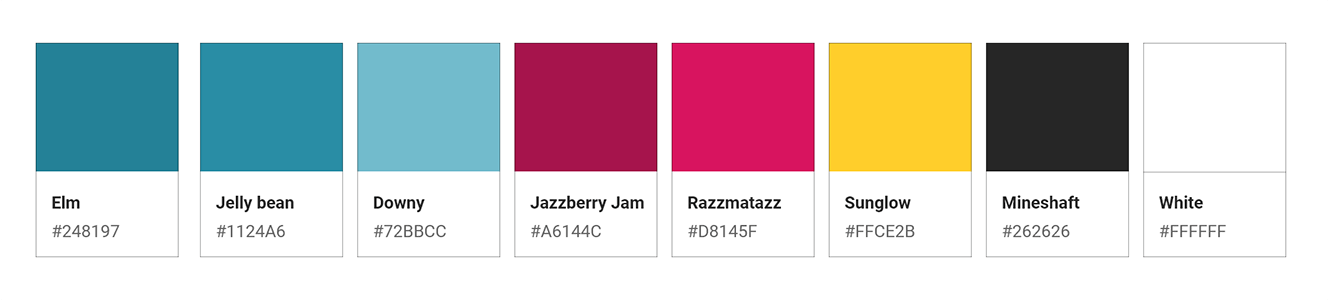 Elm
#248197
Jelly bean
#1124A6
Downy
#72BBCC
Jazzberry Jam
#A6144C
Razzmatazz
#D8145F
Sunglow
#FFCE2B
Mineshaft
#262626
White
#FFFFFF